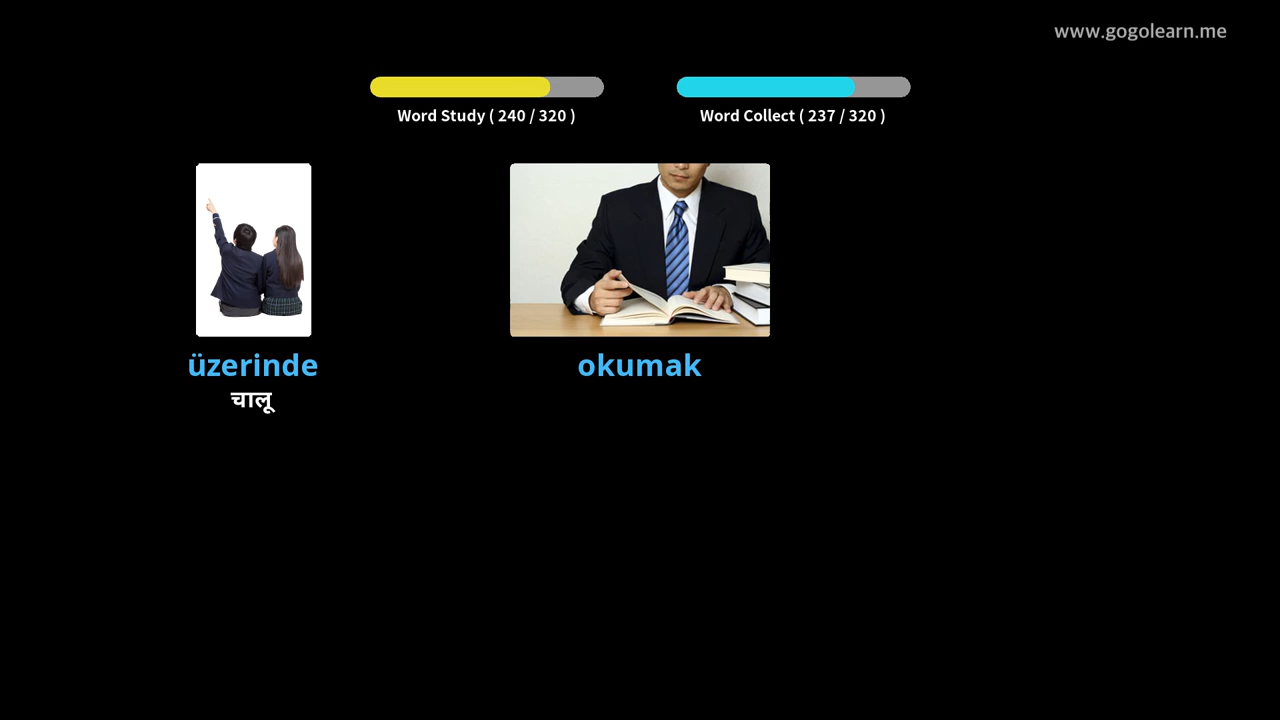 www.gogolearn.me
Word Study ( 240 / 320 )
Word Collect ( 237 / 320 )
üzerinde
चालू
okumak